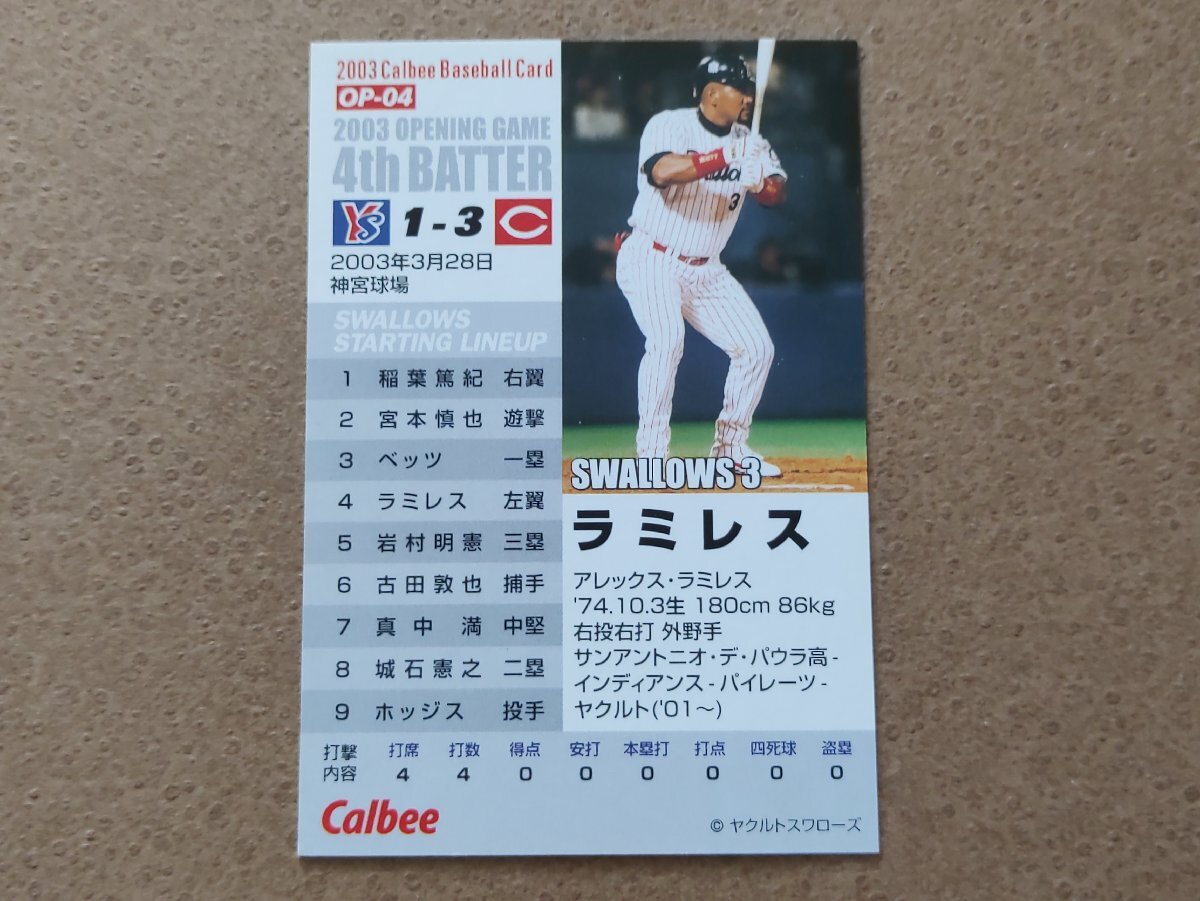 2003 Calbee Baseball Card
OP-04
2003 OPENING GAME
4th BATTER
YS 1 - 3 C
2003年3月28日
神宮球場
SWALLOWS
STARTING LINEUP
1 稲葉篤紀 右翼
2 宮本慎也 遊撃
3 ベッツ 一塁
4 ラミレス 左翼
5 岩村明憲 三塁
6 古田敦也 捕手
7 真中 満 中堅
8 城石憲之 二塁
9 ホッジス 投手
3
SWALLOWS 3
ラミレス
アレックス・ラミレス
'74.10.3生 180cm 86kg
右投右打 外野手
サンアントニオ・デ・パウラ高 -
インディアンス - パイレーツ -
ヤクルト('01〜)
打撃内容 打席 打数 得点 安打 本塁打 打点 四死球 盗塁
4 4 0 0 0 0 0 0
Calbee
© ヤクルトスワローズ